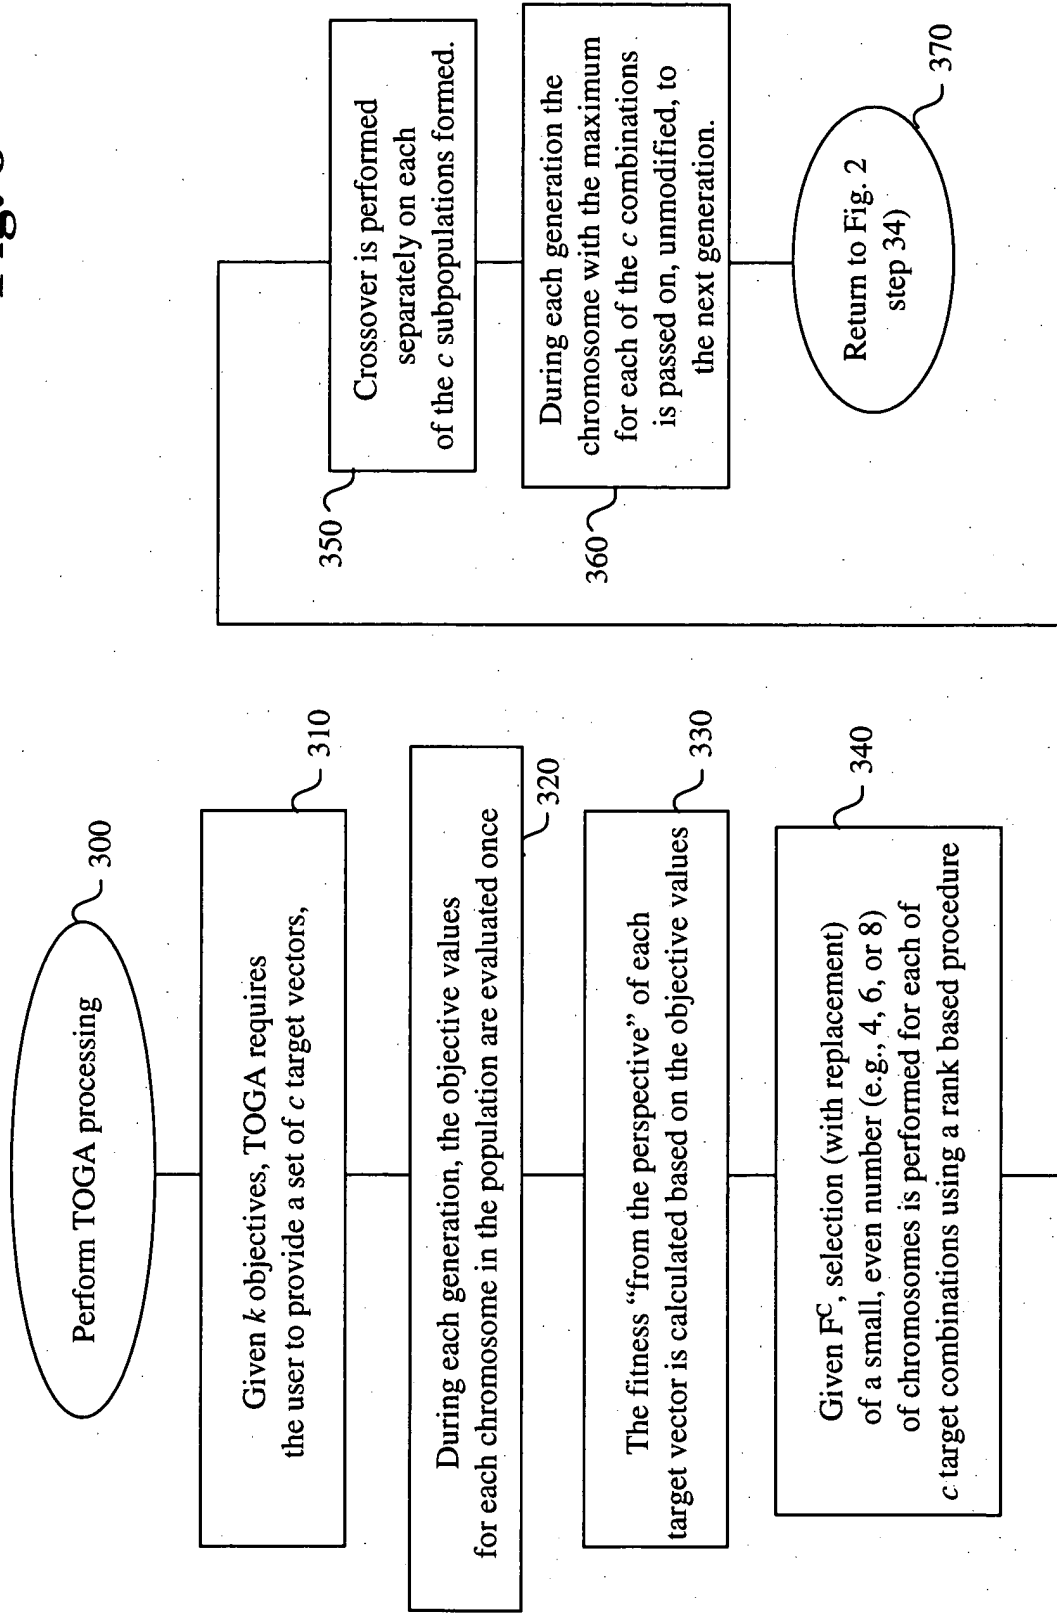 Perform TOGA processing
300
Given k objectives, TOGA requires
the user to provide a set of c target vectors,
310
During each generation, the objective values
for each chromosome in the population are evaluated once
320
The fitness “from the perspective” of each
target vector is calculated based on the objective values
330
Given F^C, selection (with replacement)
of a small, even number (e.g., 4, 6, or 8)
of chromosomes is performed for each of
c target combinations using a rank based procedure
340
Crossover is performed
separately on each
of the c subpopulations formed.
350
During each generation the
chromosome with the maximum
for each of the c combinations
is passed on, unmodified, to
the next generation.
360
Return to Fig. 2
step 34)
370